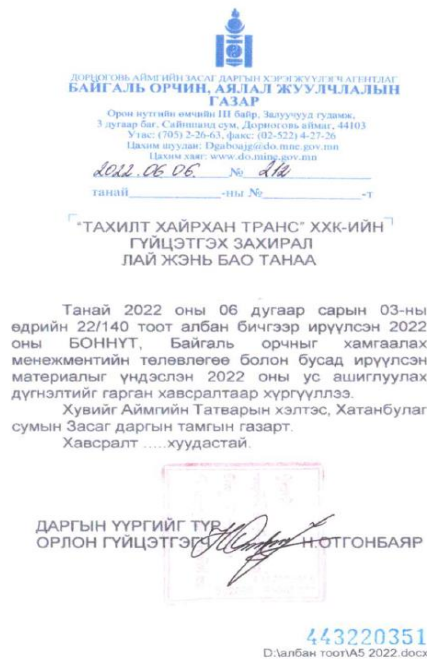 ДОРНОГОВЬ АЙМГИЙН ЗАСАГ ДАРГЫН ХЭРЭГЖҮҮЛЭГЧ АГЕНТЛАГ
БАЙГАЛЬ ОРЧИН, АЯЛАЛ ЖУУЛЧЛАЛЫН
ГАЗАР
Орон нутгийн өмчийн III байр, Залуучууд гудамж,
3 дугаар баг, Сайншанд сум, Дорноговь аймаг, 44103
Утас: (705) 2-26-63, факс: (02-522) 4-27-26
Цахим шуудан: Dgaboajg@do.mne.gov.mn
Цахим хаяг: www.do.mne.gov.mn
2022.06.06. № 212
танай -ны № -т
"ТАХИЛТ ХАЙРХАН ТРАНС" ХХК-ИЙН
ГҮЙЦЭТГЭХ ЗАХИРАЛ
ЛАЙ ЖЭНЬ БАО ТАНАА
Танай 2022 оны 06 дугаар сарын 03-ны
өдрийн 22/140 тоот албан бичгээр ирүүлсэн 2022
оны БОННҮТ, Байгаль орчныг хамгаалах
менежментийн төлөвлөгөө болон бусад ирүүлсэн
материалыг үндэслэн 2022 оны ус ашиглуулах
дүгнэлтийг гарган хавсралтаар хүргүүллээ.
Хувийг Аймгийн Татварын хэлтэс, Хатанбулаг
сумын Засаг даргын тамгын газарт.
Хавсралт .....хуудастай.
ДАРГЫН ҮҮРГИЙГ ТҮР
ОРЛОН ГҮЙЦЭТГЭГЧ Н.ОТГОНБАЯР
443220351
D:\албан тоот\А5 2022.docx